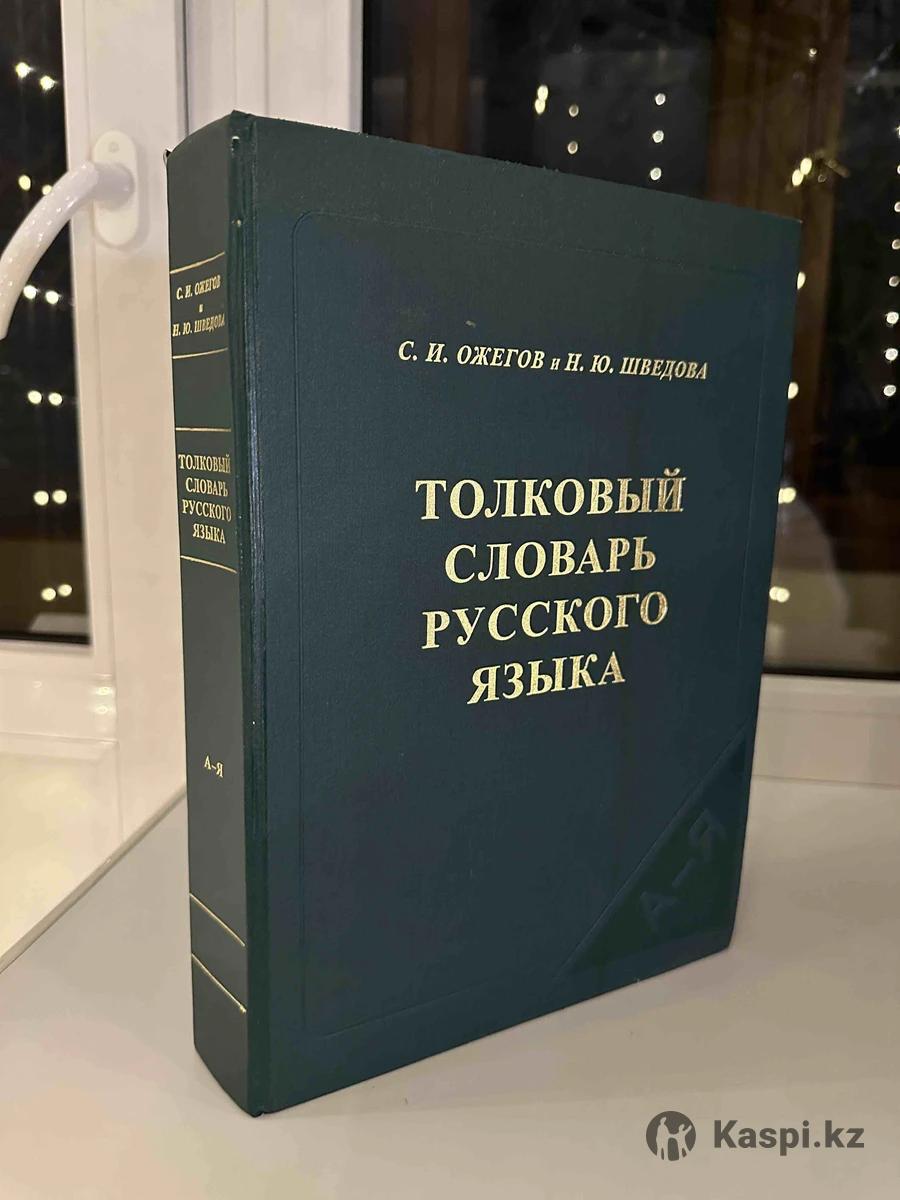 С. И. ОЖЕГОВ
и
Н. Ю. ШВЕДОВА
ТОЛКОВЫЙ
СЛОВАРЬ
РУССКОГО
ЯЗЫКА
А–Я
С. И. ОЖЕГОВ и Н. Ю. ШВЕДОВА
ТОЛКОВЫЙ
СЛОВАРЬ
РУССКОГО
ЯЗЫКА
А–Я
Kaspi.kz